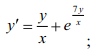 y' = y/x + e^{7y/x} ;